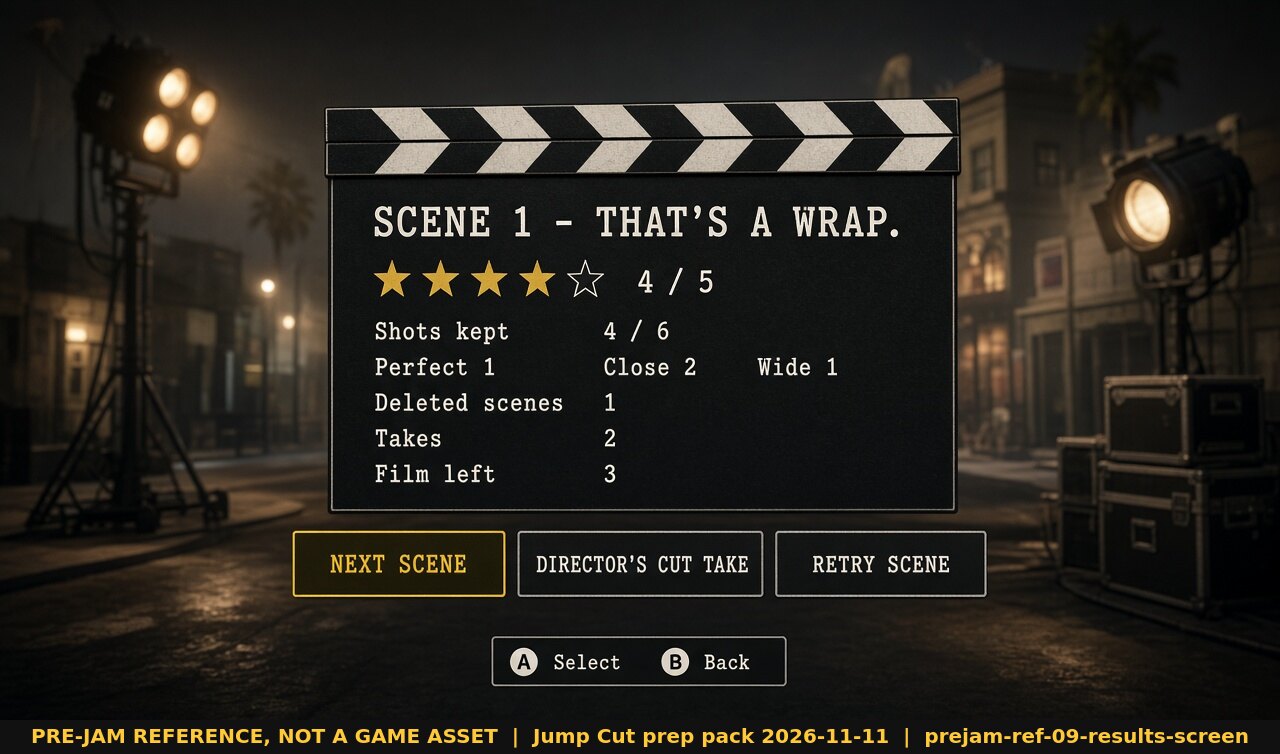 SCENE 1 – THAT'S A WRAP.
4 / 5
Shots kept 4 / 6
Perfect 1 Close 2 Wide 1
Deleted scenes 1
Takes 2
Film left 3
NEXT SCENE DIRECTOR'S CUT TAKE RETRY SCENE
A Select B Back
PRE-JAM REFERENCE, NOT A GAME ASSET | Jump Cut prep pack 2026-11-11 | prejam-ref-09-results-screen